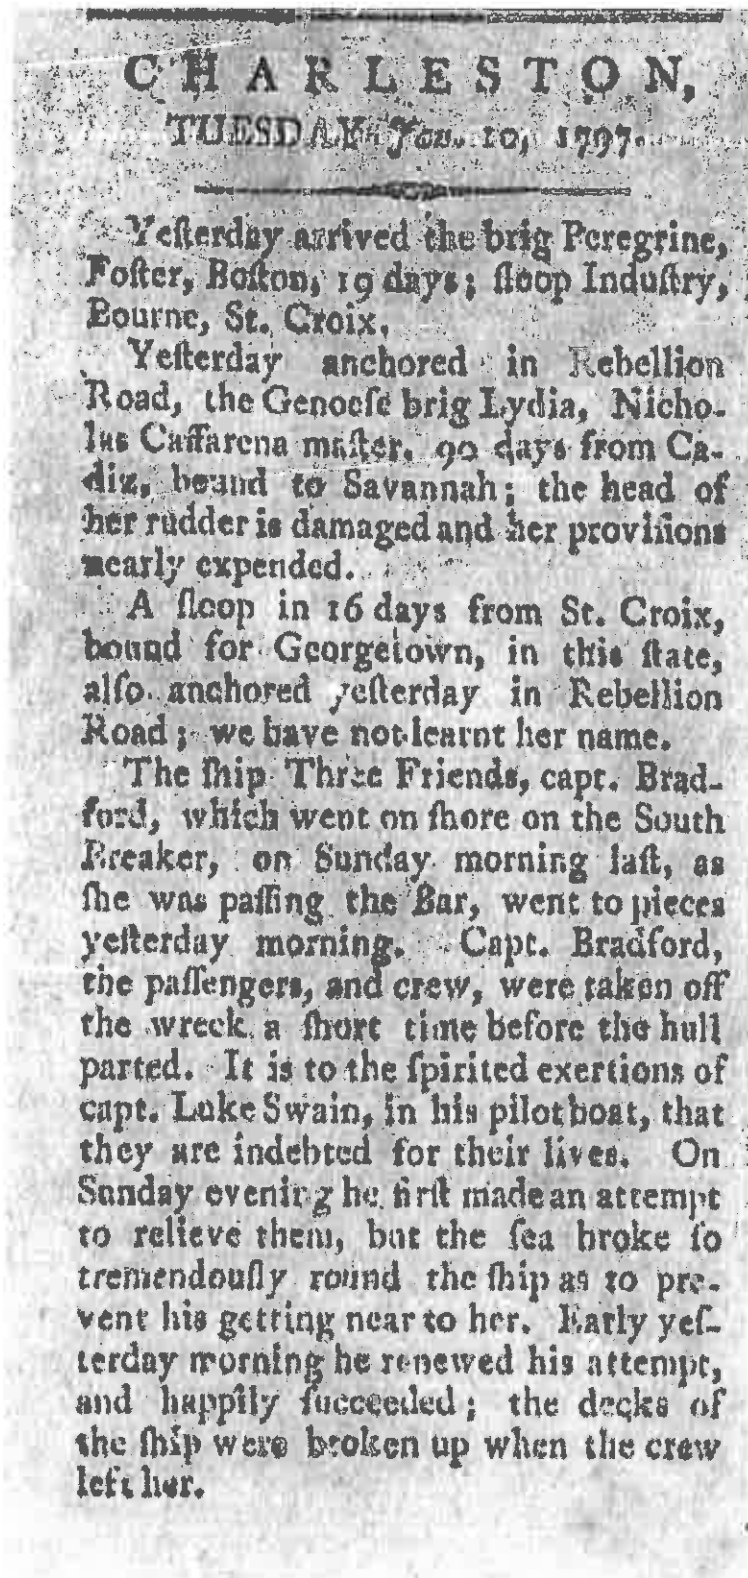 CHARLESTON,
TUESDAY Jan. 10, 1797.
Yeſterday arrived the brig Peregrine,
Foſter, Boſton, 19 days; ſloop Induſtry,
Bourne, St. Croix.
Yeſterday anchored in Rebellion
Road, the Genoeſe brig Lydia, Nicho-
las Caffarena maſter, 90 days from Ca-
diz, bound to Savannah; the head of
her rudder is damaged and her proviſions
nearly expended.
A ſloop in 16 days from St. Croix,
bound for Georgetown, in this ſtate,
alſo anchored yeſterday in Rebellion
Road; we have not learnt her name.
The ſhip Three Friends, capt. Brad-
ford, which went on ſhore on the South
Breaker, on Sunday morning laſt, as
ſhe was paſſing the Bar, went to pieces
yeſterday morning. Capt. Bradford,
the paſſengers, and crew, were taken off
the wreck a ſhort time before the hull
parted. It is to the ſpirited exertions of
capt. Luke Swain, in his pilot boat, that
they are indebted for their lives. On
Sunday evening he firſt made an attempt
to relieve them, but the ſea broke ſo
tremendouſly round the ſhip as to pre-
vent his getting near to her. Early yeſ-
terday morning he renewed his attempt,
and happily ſucceeded; the decks of
the ſhip were broken up when the crew
left her.